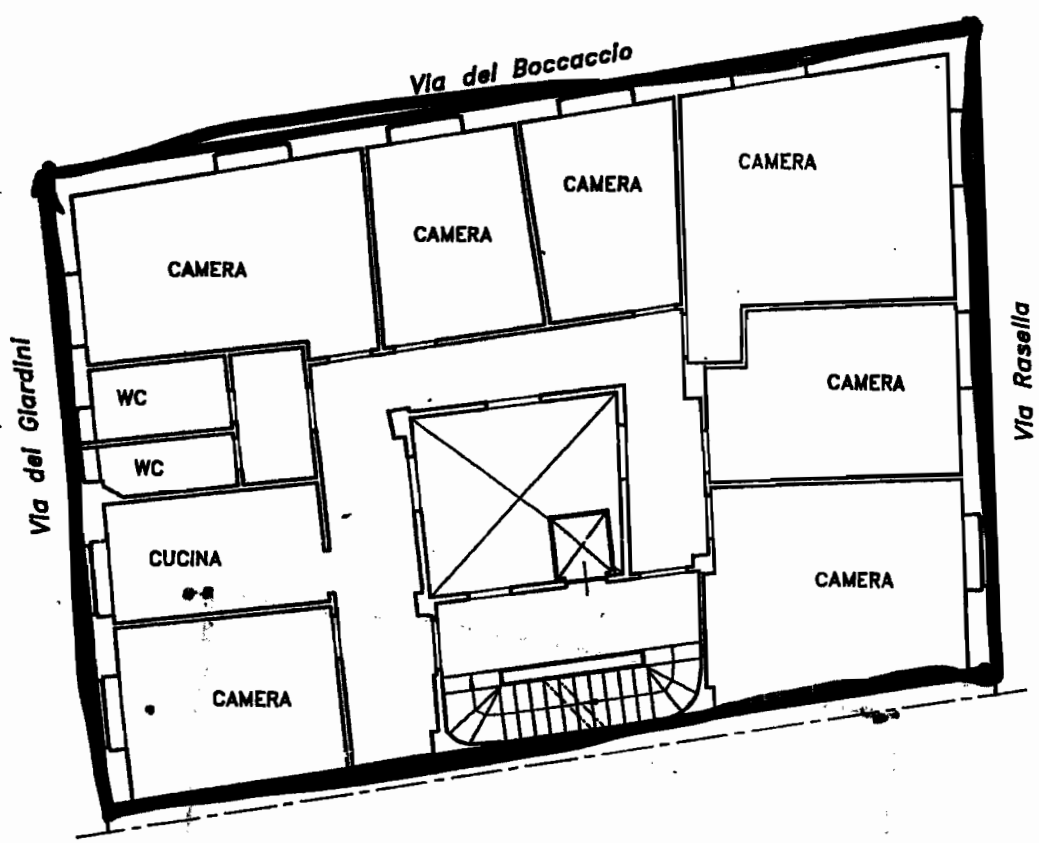 Via del Boccaccio
CAMERA
CAMERA
CAMERA
CAMERA
Via dei Giardini
Via Rasella
WC
CAMERA
WC
CUCINA
CAMERA
CAMERA